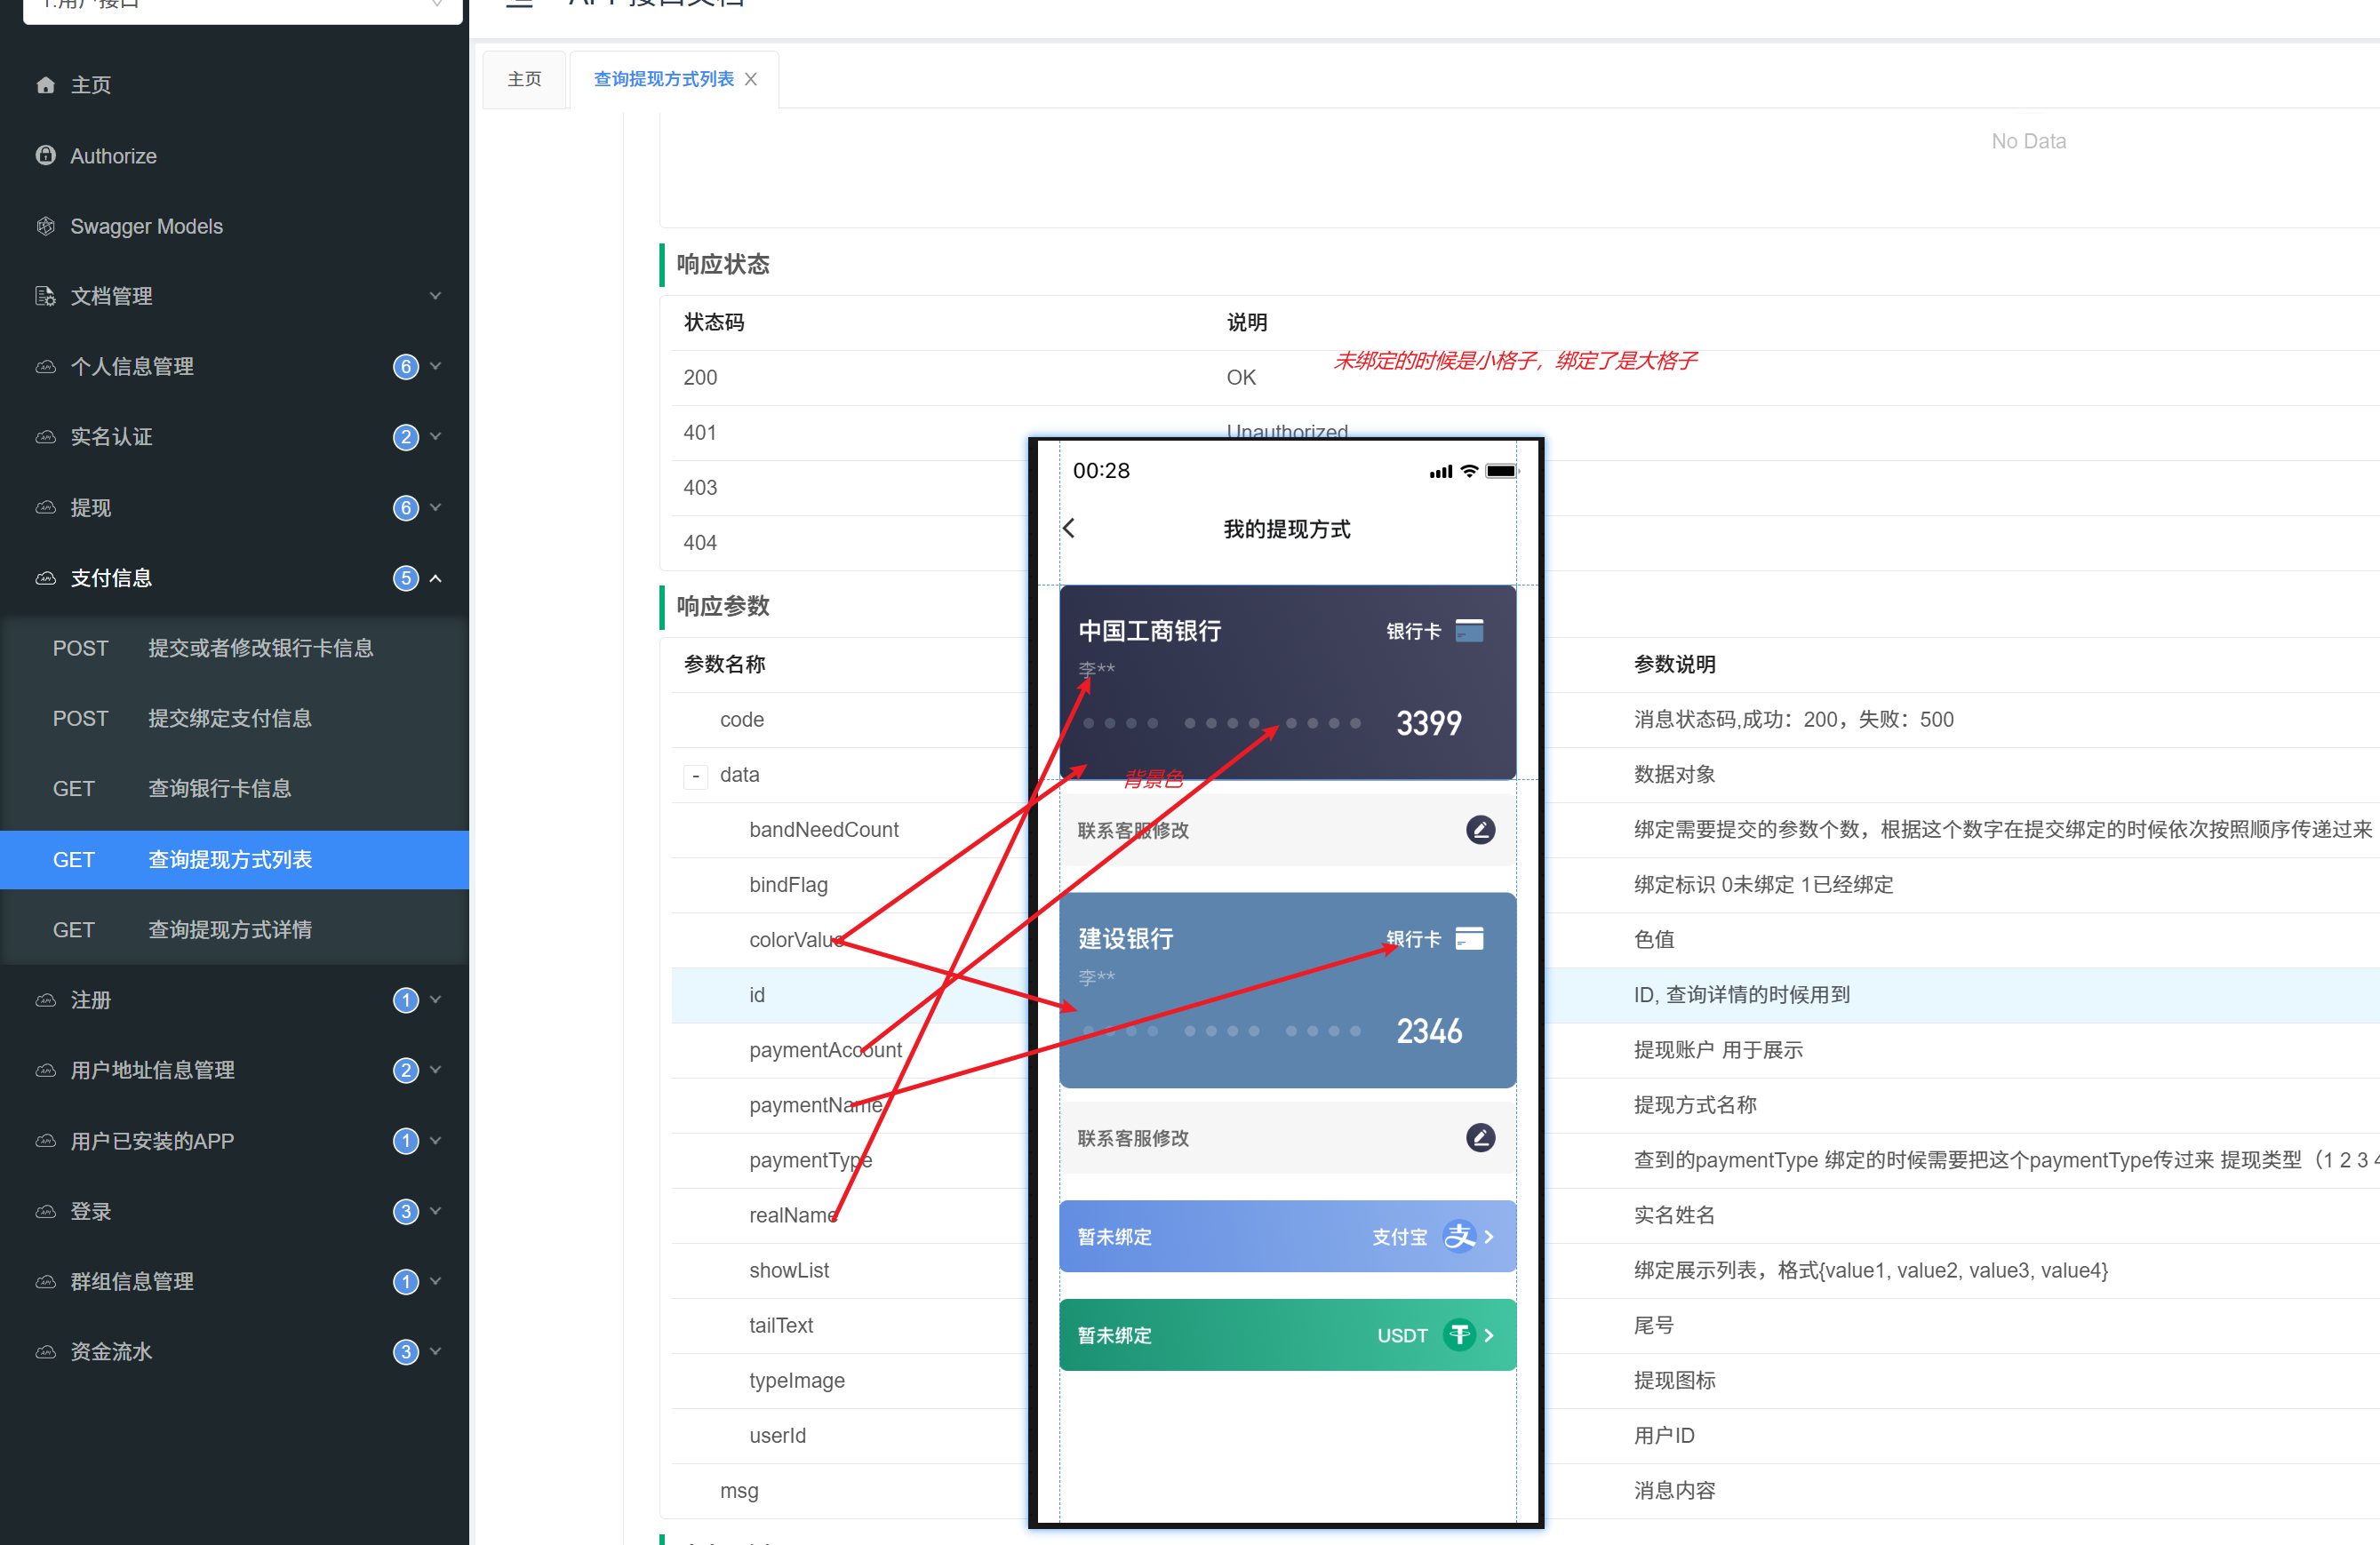 1.用户接口
主页
Authorize
Swagger Models
文档管理
个人信息管理 6
实名认证 2
提现 6
支付信息 5
POST 提交或者修改银行卡信息
POST 提交绑定支付信息
GET 查询银行卡信息
GET 查询提现方式列表
GET 查询提现方式详情
注册 1
用户地址信息管理 2
用户已安装的APP 1
登录 3
群组信息管理 1
资金流水 3
APP 接口文档
主页 查询提现方式列表
No Data
响应状态
状态码 说明
未绑定的时候是小格子，绑定了是大格子
200 OK
401 Unauthorized
403
404
响应参数
参数名称 参数说明
code 消息状态码,成功：200，失败：500
- data 数据对象
bandNeedCount 绑定需要提交的参数个数，根据这个数字在提交绑定的时候依次按照顺序传递过来
bindFlag 绑定标识 0未绑定 1已经绑定
colorValue 色值
id ID, 查询详情的时候用到
paymentAccount 提现账户 用于展示
paymentName 提现方式名称
paymentType 查到的paymentType 绑定的时候需要把这个paymentType传过来 提现类型（1 2 3 4
realName 实名姓名
showList 绑定展示列表，格式{value1, value2, value3, value4}
tailText 尾号
typeImage 提现图标
userId 用户ID
msg 消息内容
00:28
我的提现方式
中国工商银行 银行卡
李**
3399
背景色
联系客服修改
建设银行 银行卡
李**
2346
联系客服修改
暂未绑定 支付宝 支
暂未绑定 USDT